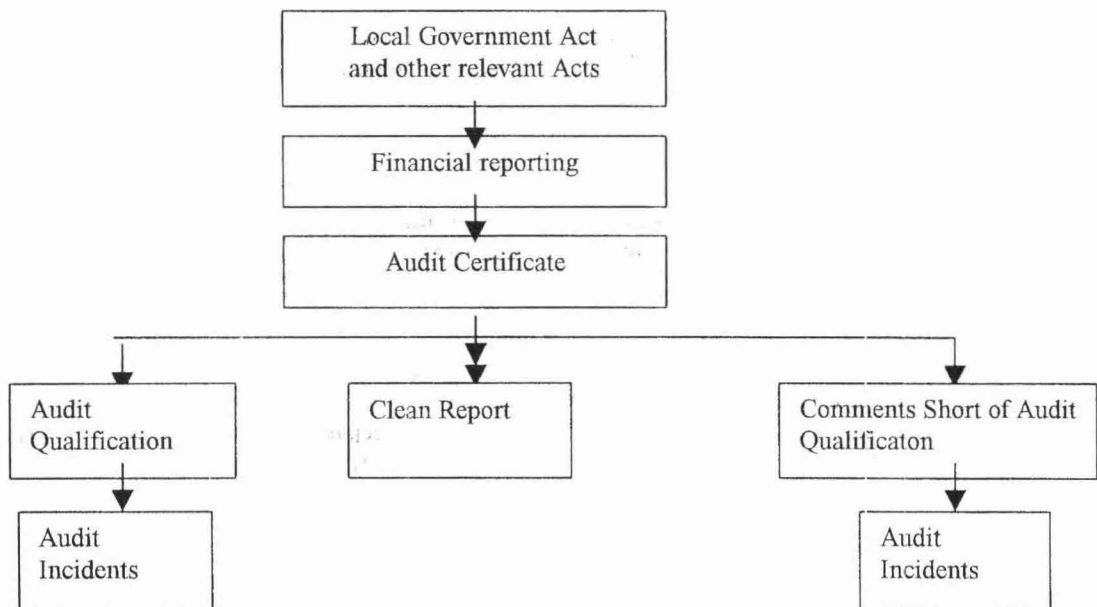 Local Government Act
and other relevant Acts
Financial reporting
Audit Certificate
Audit
Qualification
Clean Report
Comments Short of Audit
Qualificaton
Audit
Incidents
Audit
Incidents